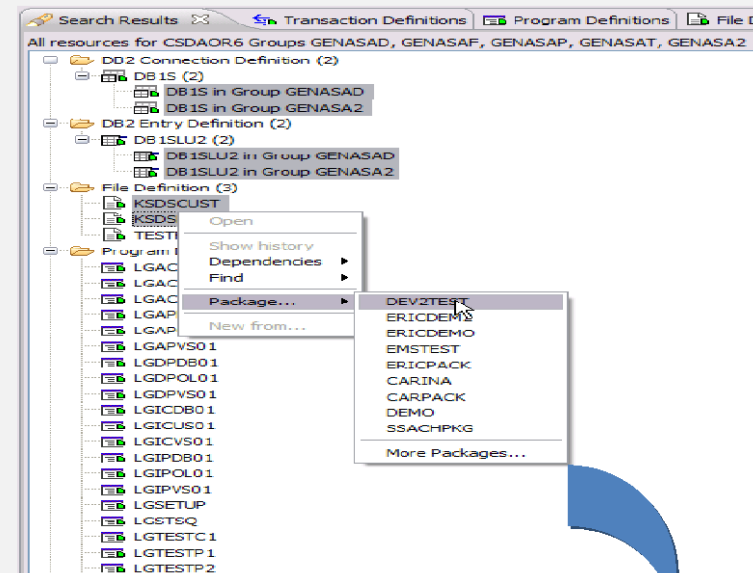 Search Results
Transaction Definitions
Program Definitions
File D
All resources for CSDAOR6 Groups GENASAD, GENASAF, GENASAP, GENASAT, GENASA2
DB2 Connection Definition (2)
DB1S (2)
DB1S in Group GENASAD
DB1S in Group GENASA2
DB2 Entry Definition (2)
DB1SLU2 (2)
DB1SLU2 in Group GENASAD
DB1SLU2 in Group GENASA2
File Definition (3)
KSDSCUST
KSDS
TEST
Program
LGAC
LGAC
LGAC
LGAP
LGAP
LGAPVS01
LGDPDB01
LGDPOL01
LGDPVS01
LGICDB01
LGICUS01
LGICVS01
LGIPDB01
LGIPOL01
LGIPVS01
LGSETUP
LGSTSQ
LGTESTC1
LGTESTP1
LGTESTP2
Open
Show history
Dependencies
Find
Package...
New from...
DEV2TEST
ERICDEM2
ERICDEMO
EMSTEST
ERICPACK
CARINA
CARPACK
DEMO
SSACHPKG
More Packages...